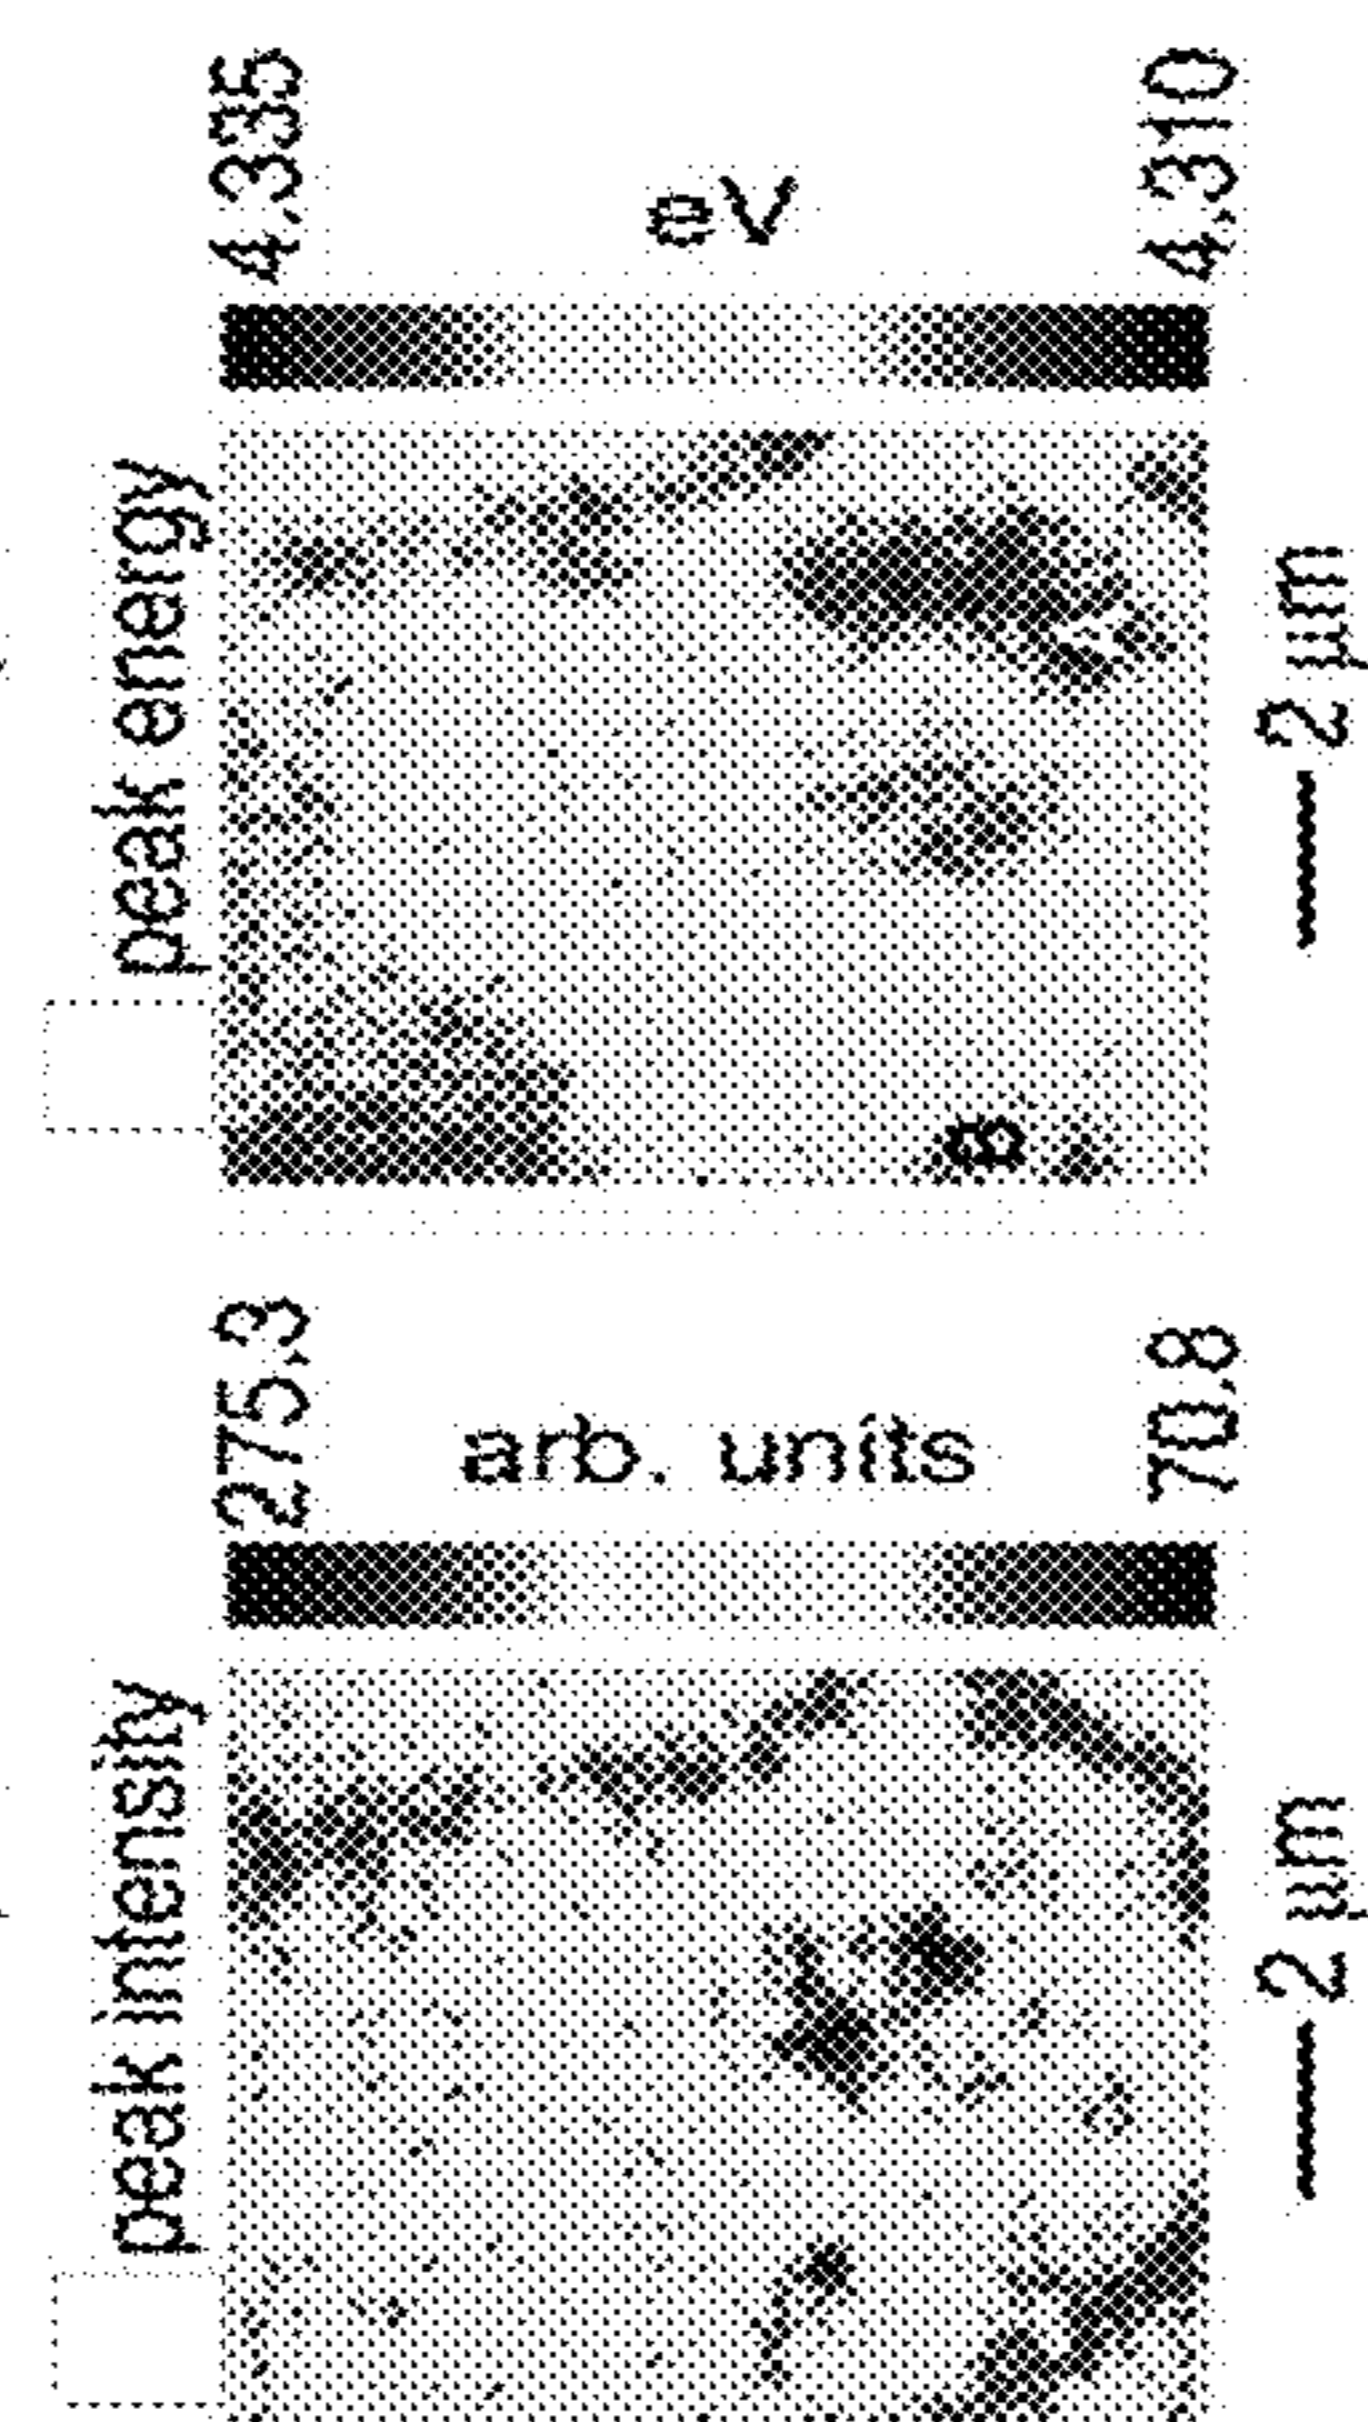 peak intensity
275.3
arb. units
70.8
2 µm
peak energy
4.335
eV
4.310
2 µm
8